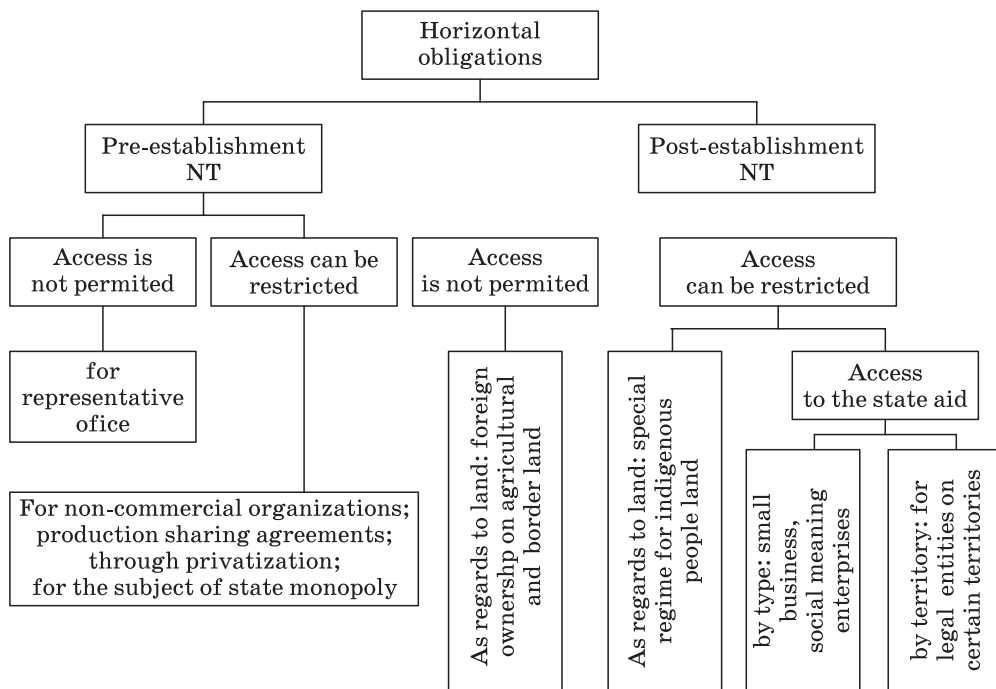 Horizontal
obligations
Pre-establishment
NT
Post-establishment
NT
Access is
not permitted
Access can be
restricted
Access
is not permited
Access
can be restricted
for
representative
ofice
For non-commercial organizations;
production sharing agreements;
through privatization;
for the subject of state monopoly
As regards to land: foreign
ownershp on agricultural
and border land
As regards to land: special
regime for indigenous
people land
Access
to the state aid
by type: small
business,
social meaning
enterprises
by territory: for
legal entities on
certain territories